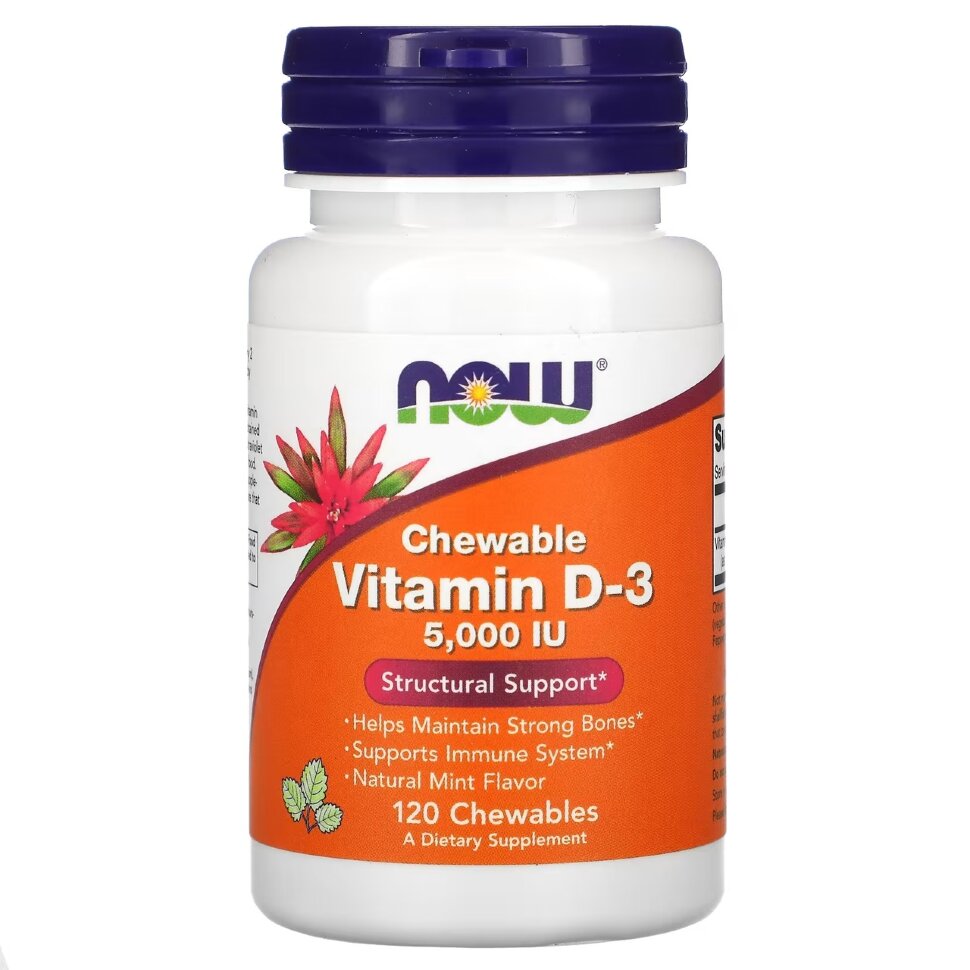 now®
Chewable
Vitamin D-3
5,000 IU
Structural Support*
•Helps Maintain Strong Bones*
•Supports Immune System*
•Natural Mint Flavor
120 Chewables
A Dietary Supplement